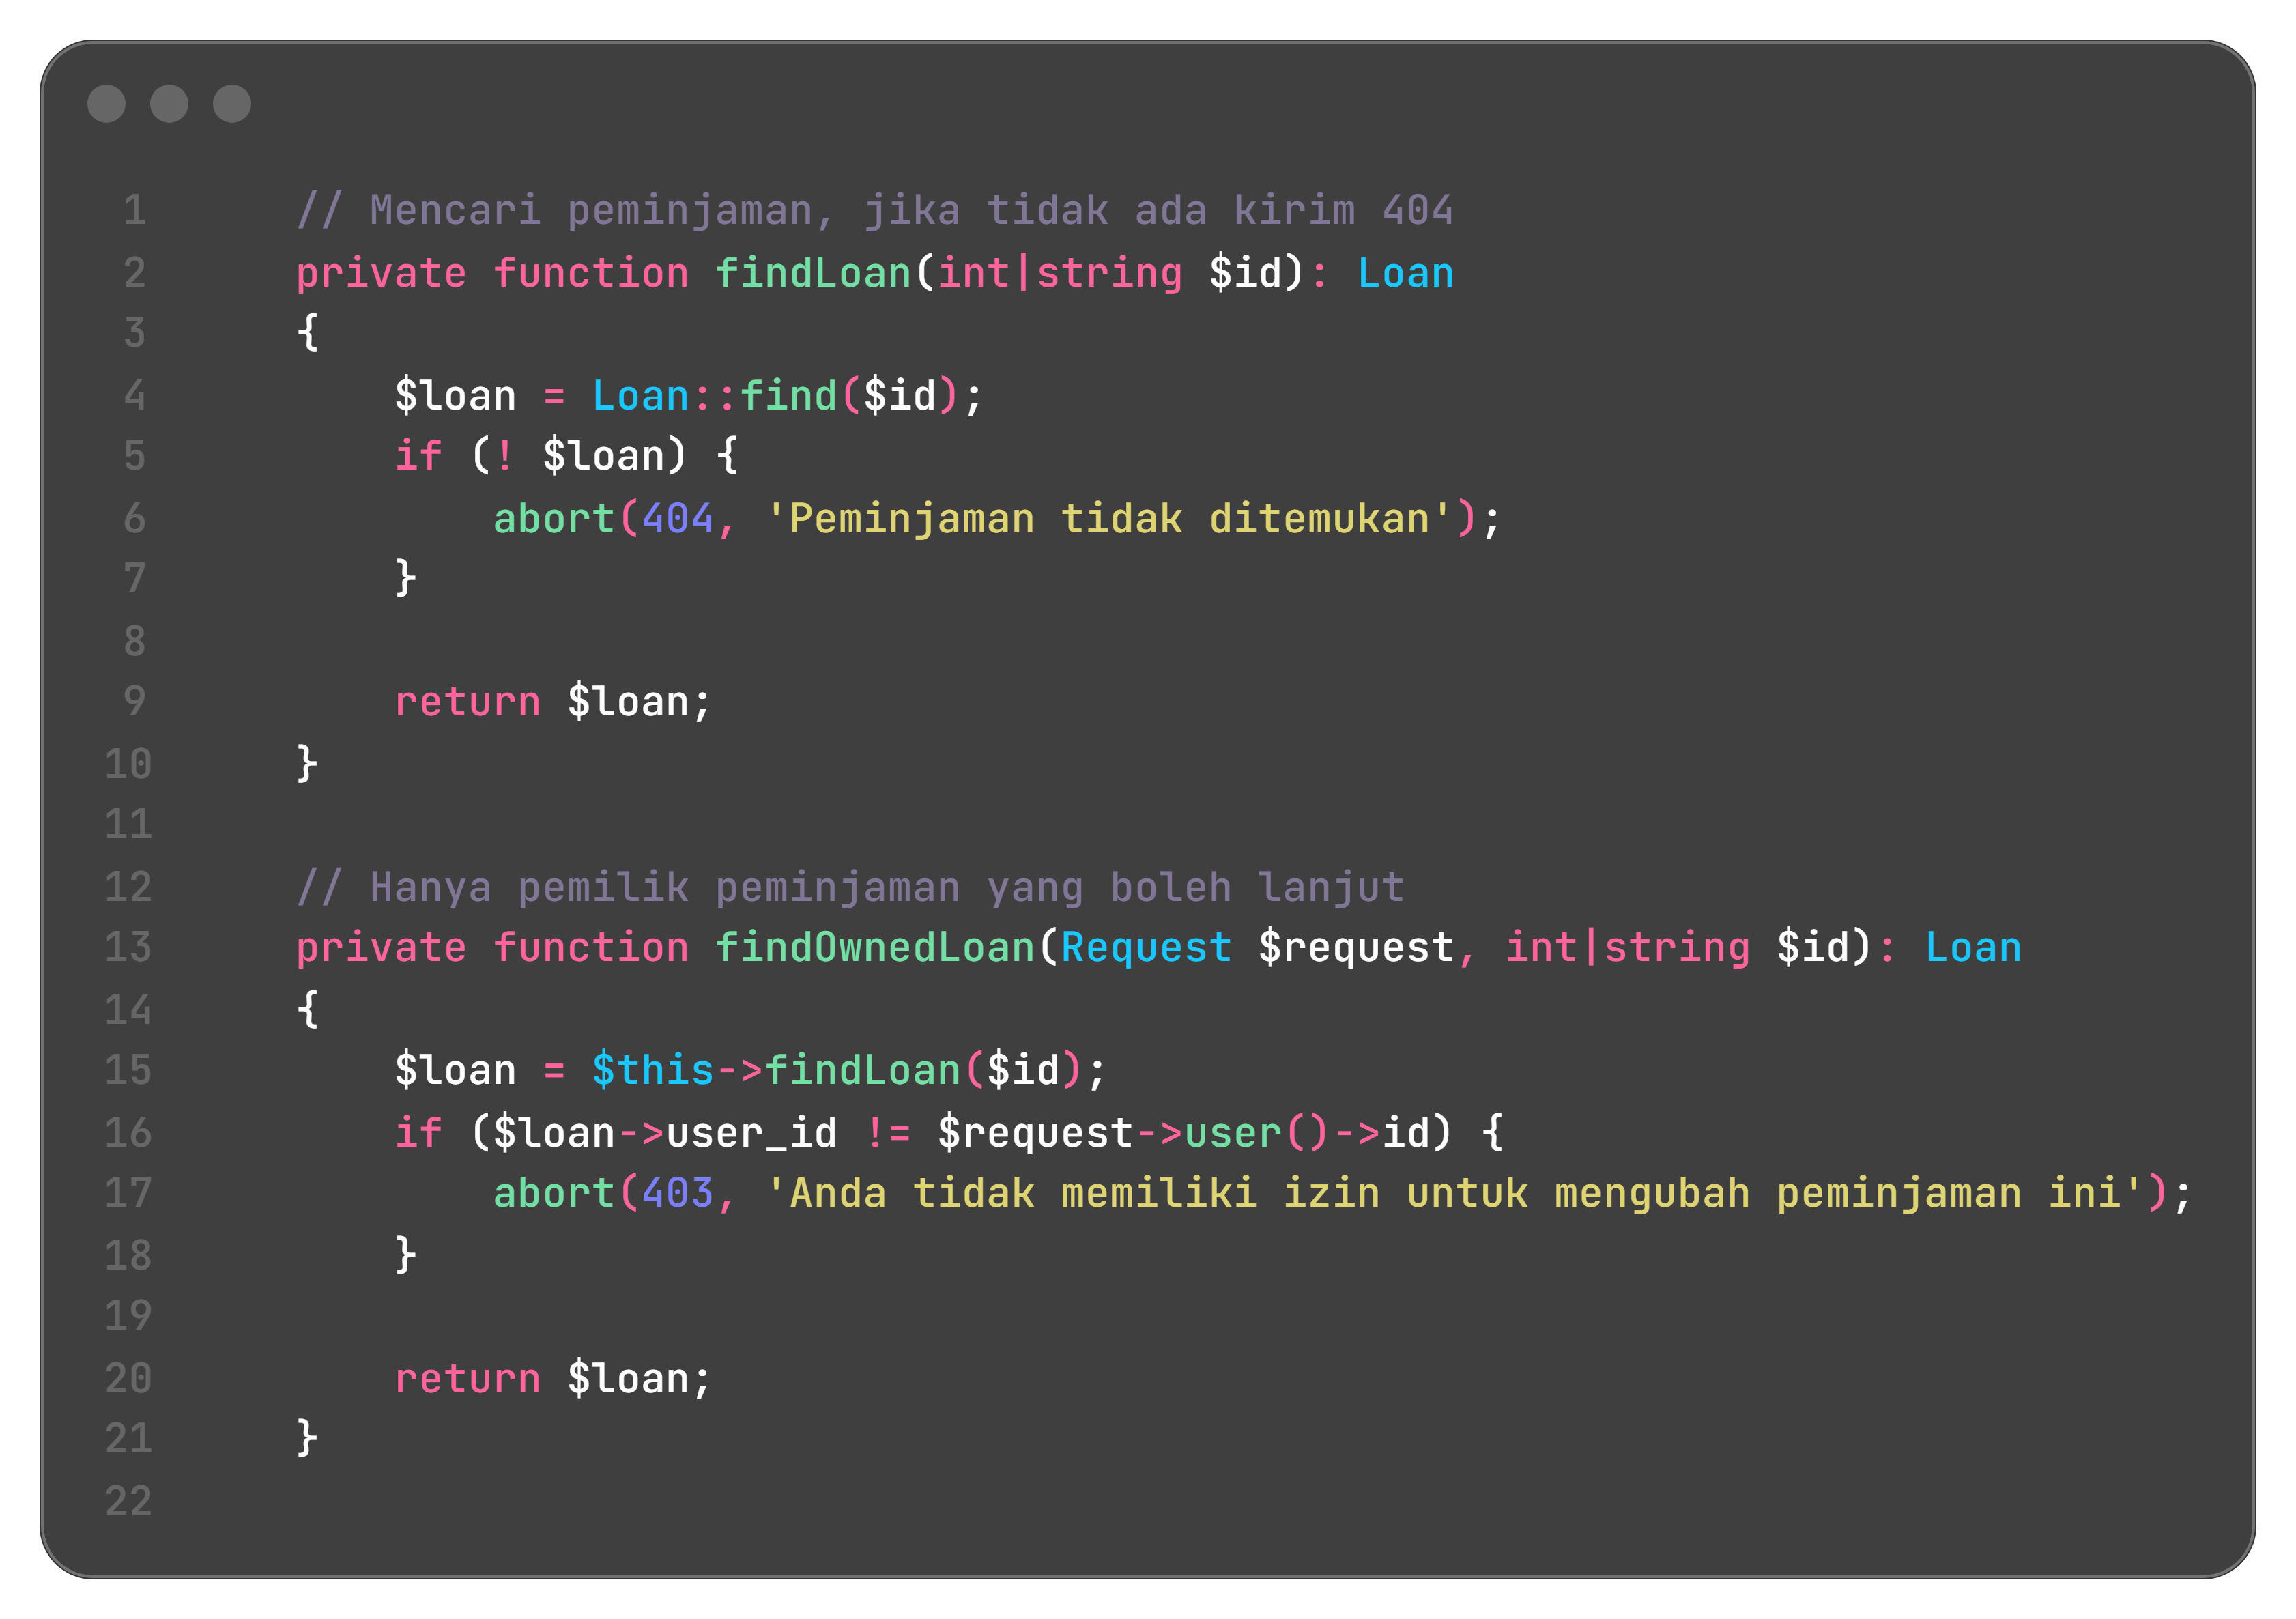 1 // Mencari peminjaman, jika tidak ada kirim 404
2 private function findLoan(int|string $id): Loan
3 {
4     $loan = Loan::find($id);
5     if (! $loan) {
6         abort(404, 'Peminjaman tidak ditemukan');
7     }
8
9     return $loan;
10 }
11
12 // Hanya pemilik peminjaman yang boleh lanjut
13 private function findOwnedLoan(Request $request, int|string $id): Loan
14 {
15     $loan = $this->findLoan($id);
16     if ($loan->user_id != $request->user()->id) {
17         abort(403, 'Anda tidak memiliki izin untuk mengubah peminjaman ini');
18     }
19
20     return $loan;
21 }
22